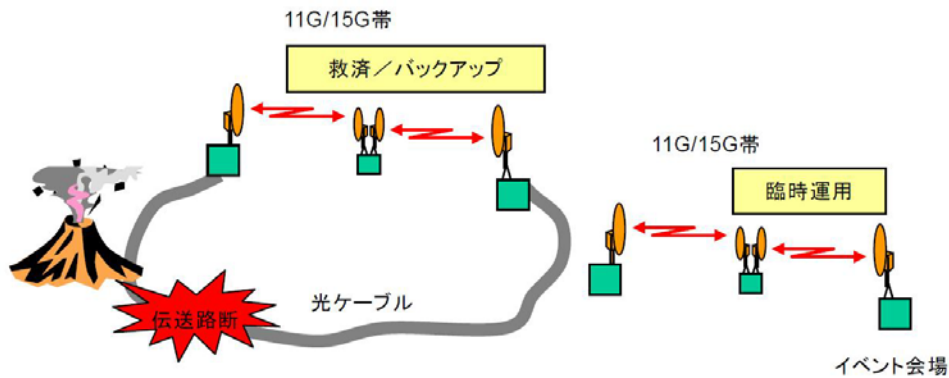 11G/15G帯
救済／バックアップ
11G/15G帯
臨時運用
光ケーブル
伝送路断
イベント会場